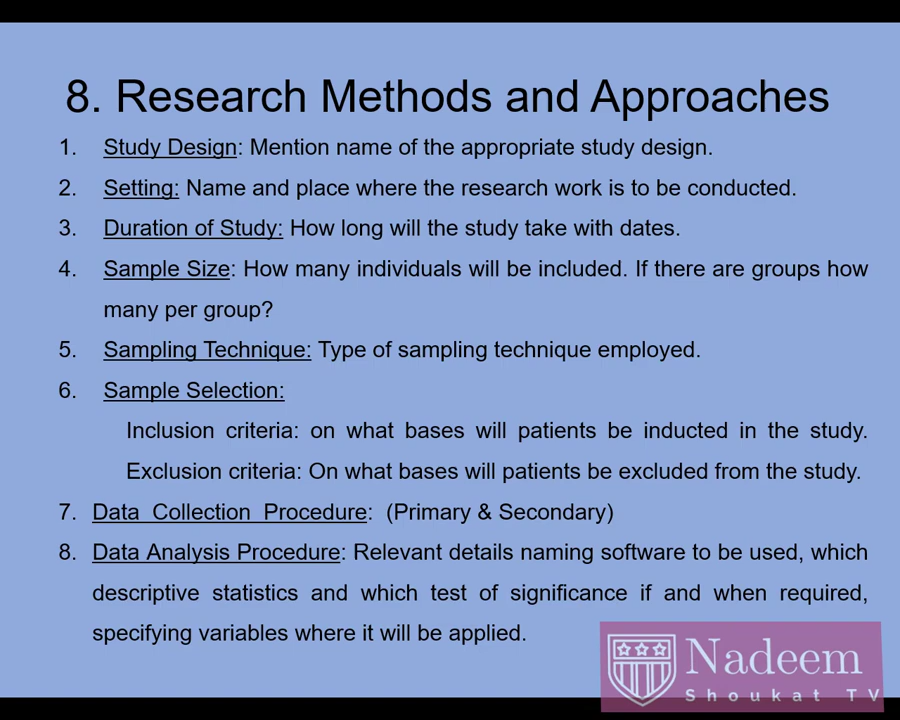 8. Research Methods and Approaches
1. Study Design: Mention name of the appropriate study design.
2. Setting: Name and place where the research work is to be conducted.
3. Duration of Study: How long will the study take with dates.
4. Sample Size: How many individuals will be included. If there are groups how
many per group?
5. Sampling Technique: Type of sampling technique employed.
6. Sample Selection:
Inclusion criteria: on what bases will patients be inducted in the study.
Exclusion criteria: On what bases will patients be excluded from the study.
7. Data Collection Procedure: (Primary & Secondary)
8. Data Analysis Procedure: Relevant details naming software to be used, which
descriptive statistics and which test of significance if and when required,
specifying variables where it will be applied.
Nadeem
Shoukat TV